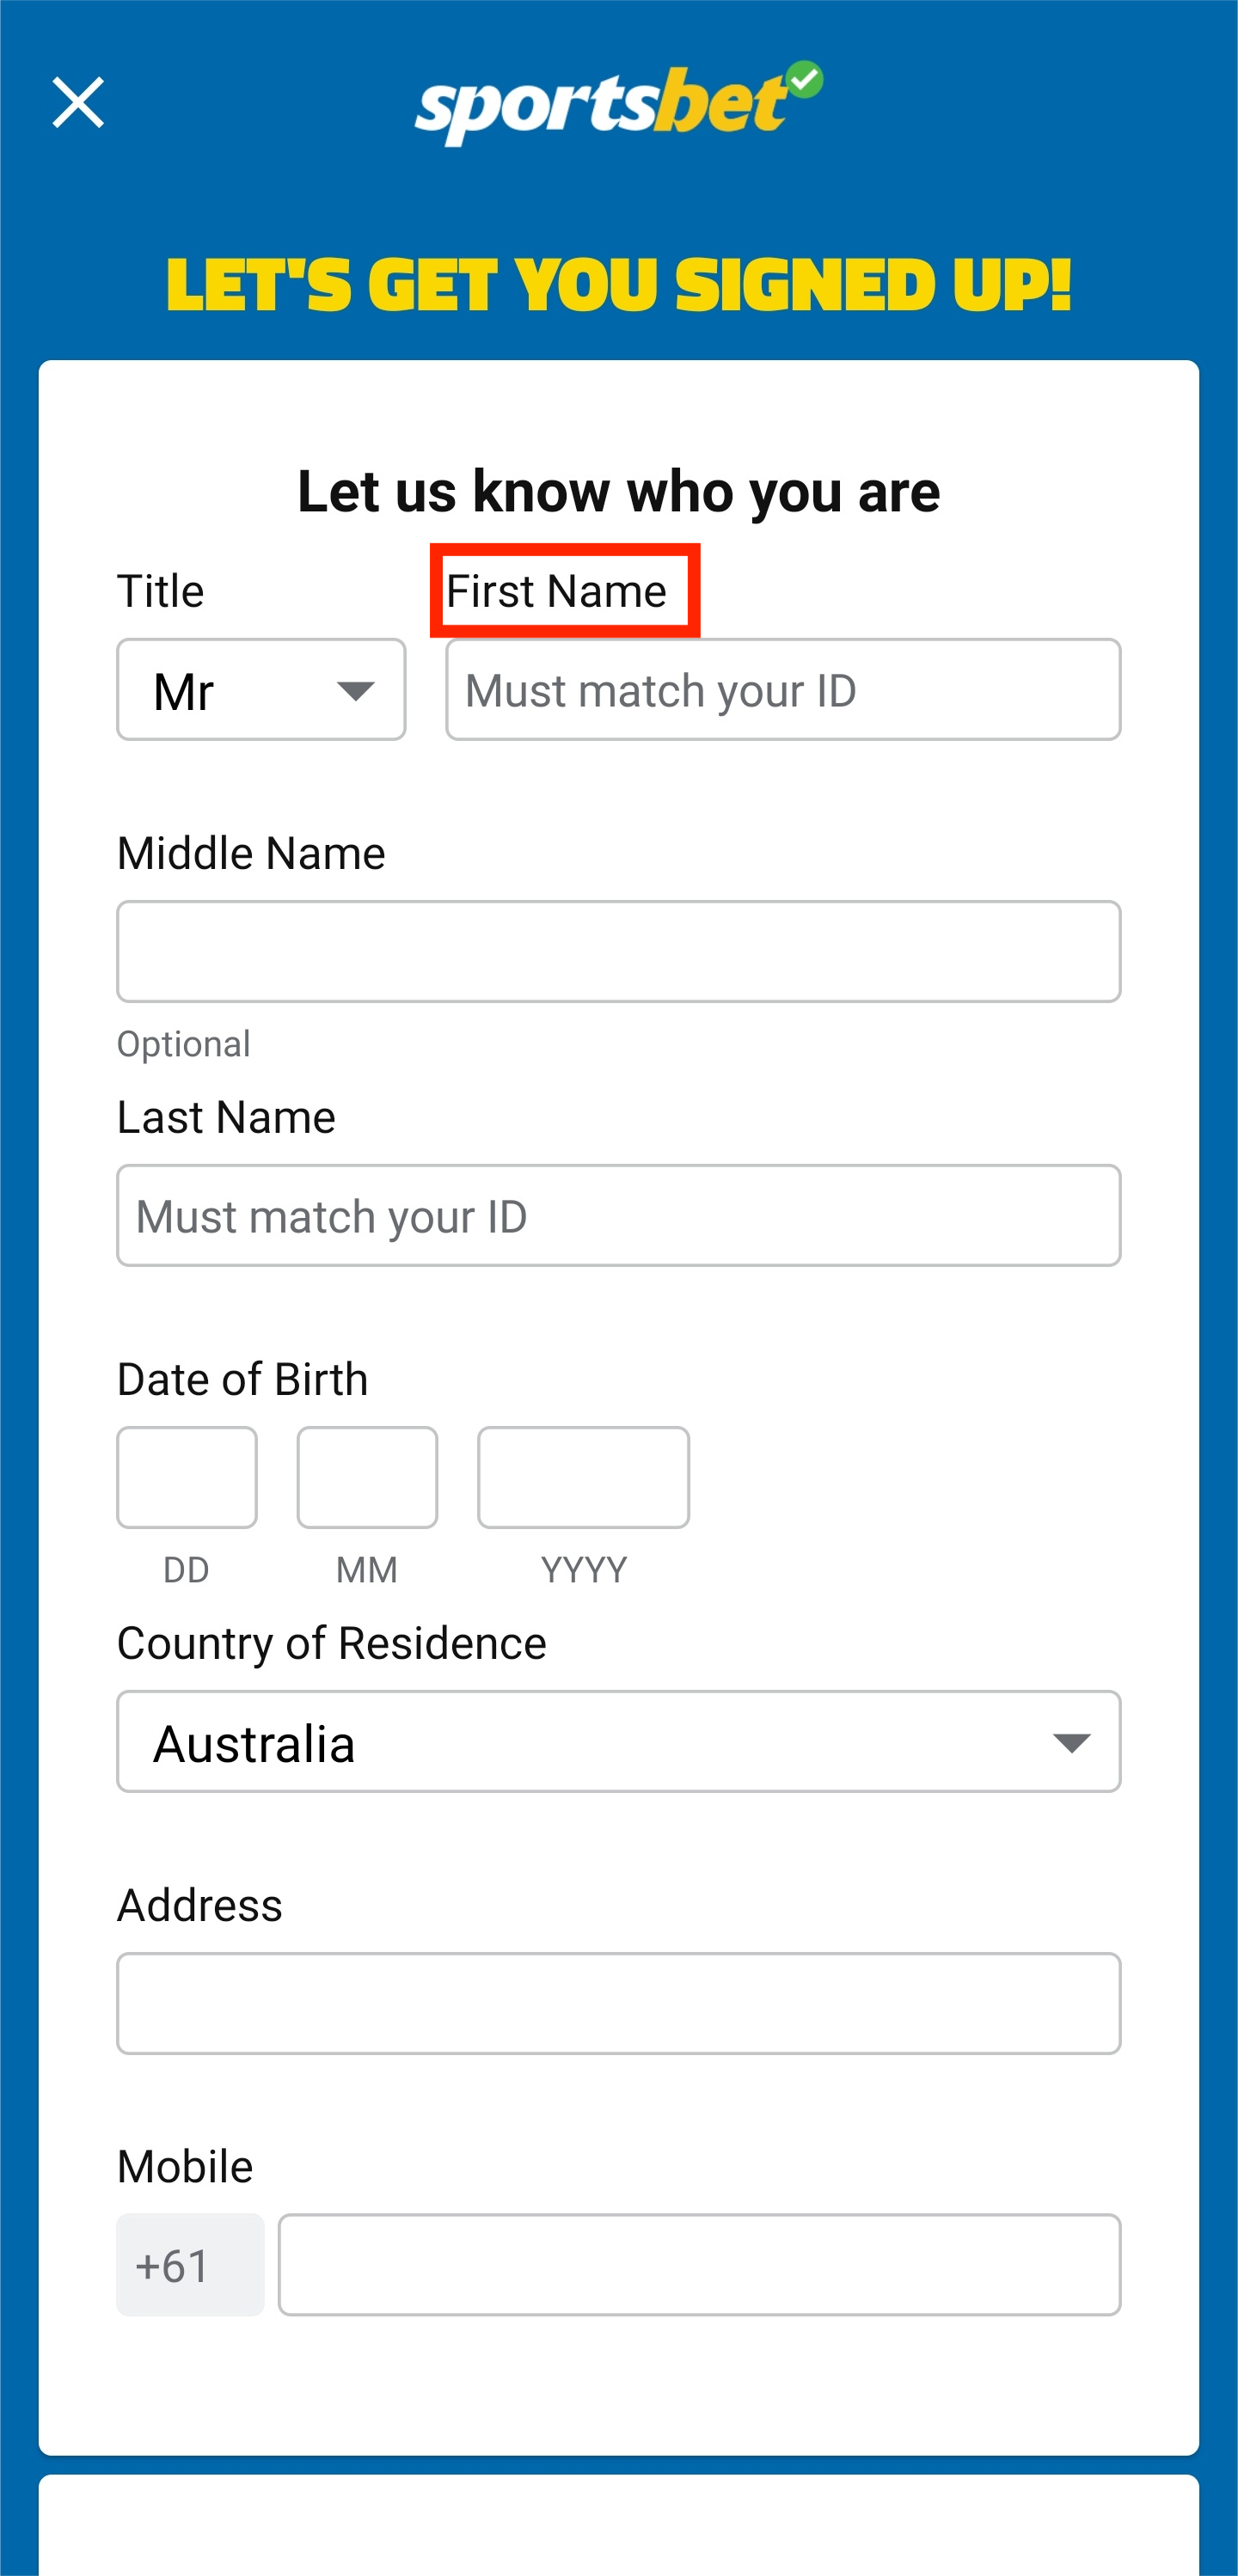 sportsbet
LET'S GET YOU SIGNED UP!
Let us know who you are
Title First Name
Mr Must match your ID
Middle Name
Optional
Last Name
Must match your ID
Date of Birth
DD MM YYYY
Country of Residence
Australia
Address
Mobile
+61